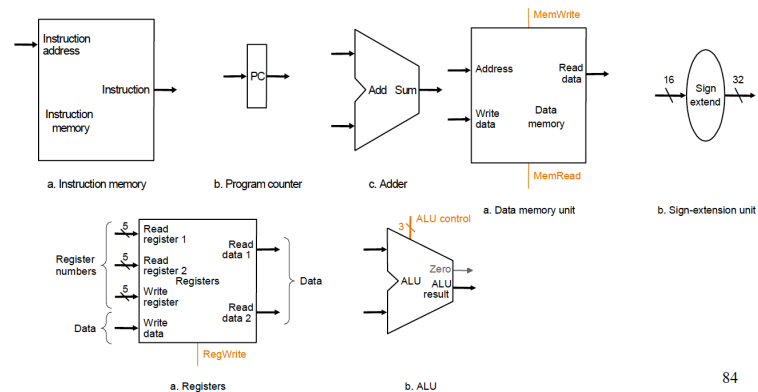 Instruction
address
Instruction
Instruction
memory
a. Instruction memory
PC
b. Program counter
Add Sum
c. Adder
MemWrite
Address
Read
data
Write
data
Data
memory
MemRead
a. Data memory unit
16
32
Sign
extend
b. Sign-extension unit
Register
numbers
Data
5
5
5
Read
register 1
Read
register 2
Registers
Write
register
Write
data
Read
data 1
Read
data 2
Data
RegWrite
a. Registers
3
ALU control
Zero
ALU
ALU
result
b. ALU
84